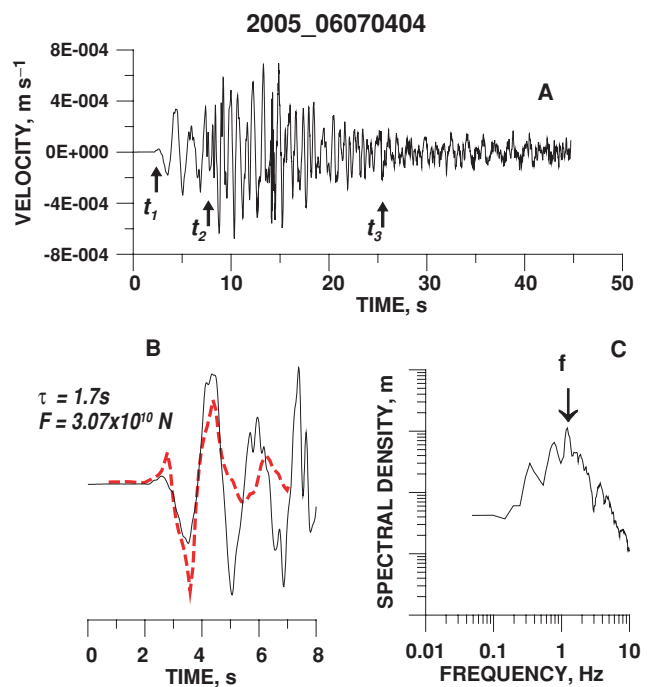 2005_06070404
8E-004
4E-004
0E+000
-4E-004
-8E-004
VELOCITY, m s⁻¹
A
t₁
t₂
t₃
0 10 20 30 40 50
TIME, s
B
τ = 1.7s
F = 3.07x10¹⁰ N
0 2 4 6 8
TIME, s
f C
SPECTRAL DENSITY, m
0.01 0.1 1 10
FREQUENCY, Hz